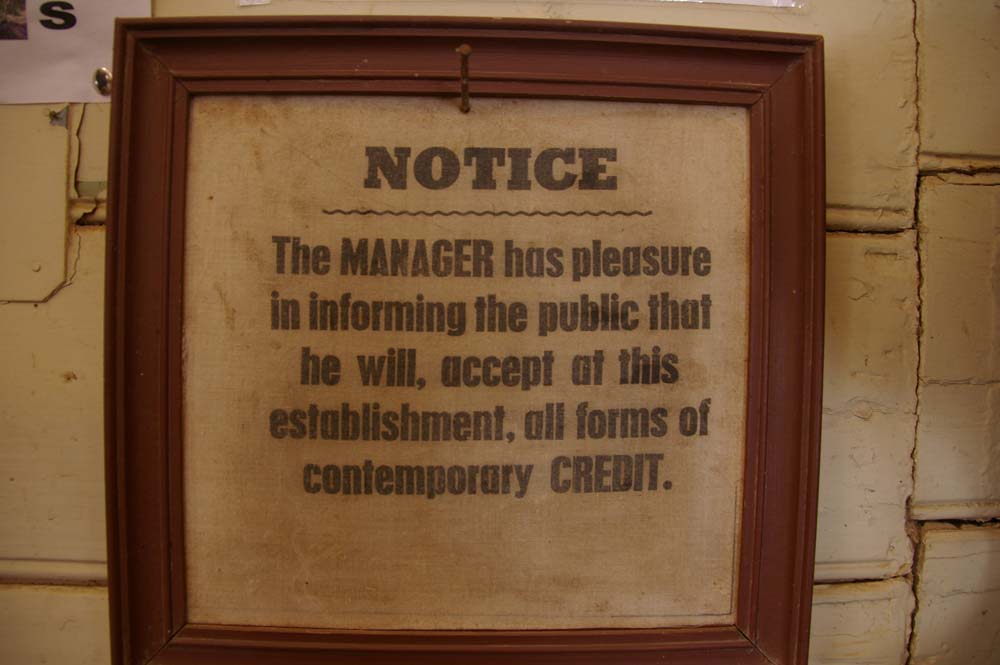 S
NOTICE
The MANAGER has pleasure
in informing the public that
he will, accept at this
establishment, all forms of
contemporary CREDIT.